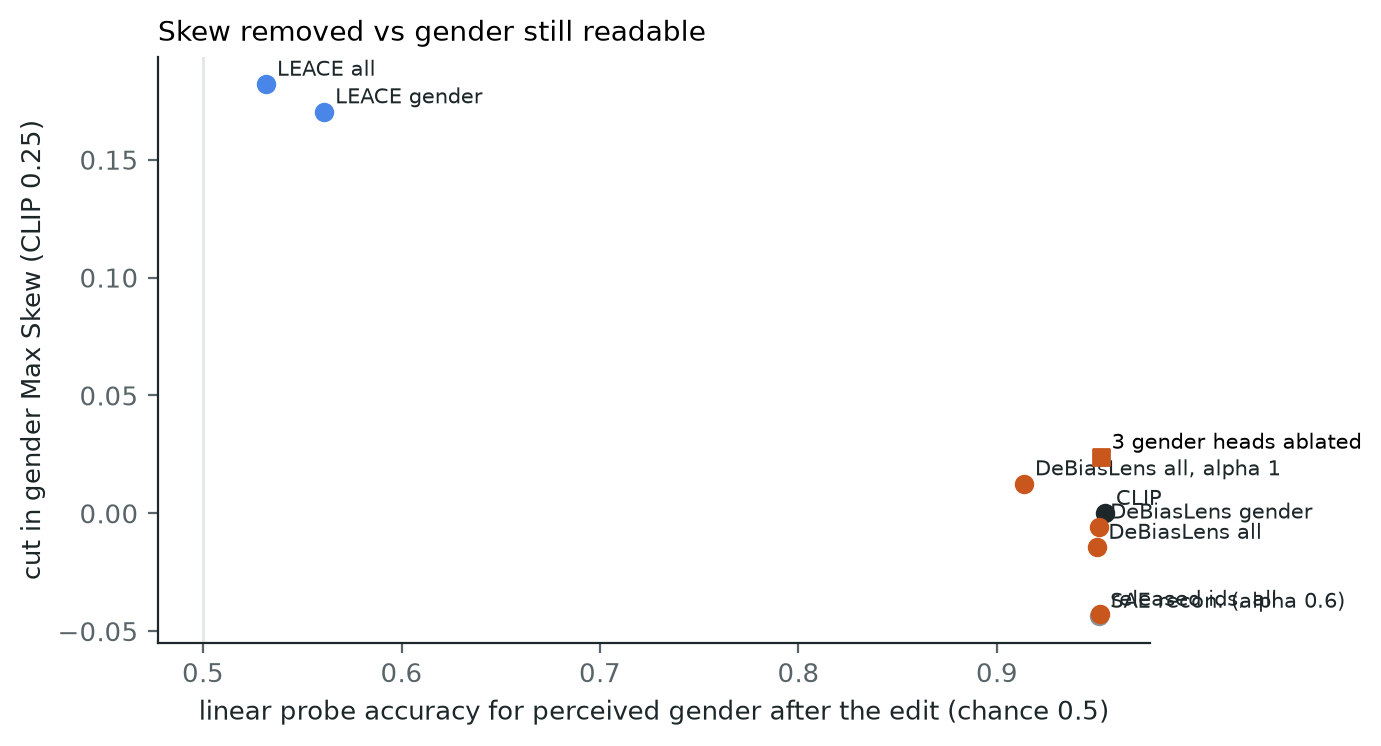 Skew removed vs gender still readable
LEACE all
LEACE gender
cut in gender Max Skew (CLIP 0.25)
0.15
0.10
0.05
0.00
−0.05
3 gender heads ablated
DeBiasLens all, alpha 1
CLIP
DeBiasLens gender
DeBiasLens all
released ids, all
SAE recon. (alpha 0.6)
0.5
0.6
0.7
0.8
0.9
linear probe accuracy for perceived gender after the edit (chance 0.5)